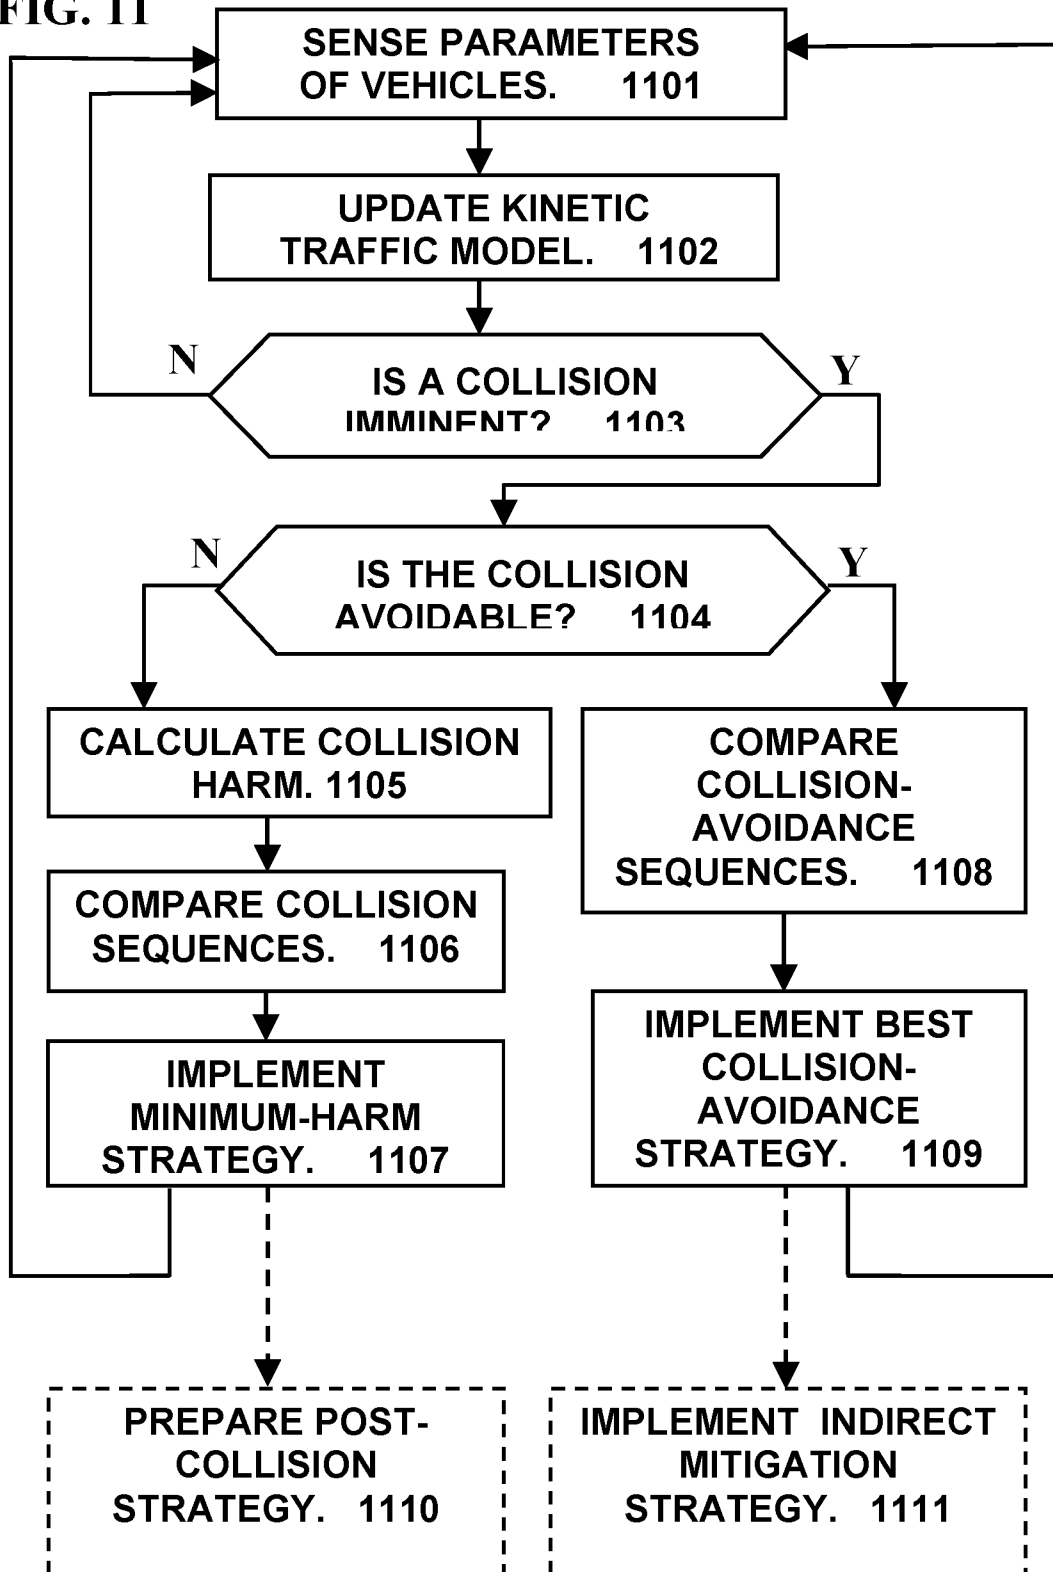 FIG. 11
SENSE PARAMETERS
OF VEHICLES. 1101
UPDATE KINETIC
TRAFFIC MODEL. 1102
N
Y
IS A COLLISION
IMMINENT? 1103
N
Y
IS THE COLLISION
AVOIDABLE? 1104
CALCULATE COLLISION
HARM. 1105
COMPARE COLLISION
SEQUENCES. 1106
IMPLEMENT
MINIMUM-HARM
STRATEGY. 1107
COMPARE
COLLISION-
AVOIDANCE
SEQUENCES. 1108
IMPLEMENT BEST
COLLISION-
AVOIDANCE
STRATEGY. 1109
PREPARE POST-
COLLISION
STRATEGY. 1110
IMPLEMENT INDIRECT
MITIGATION
STRATEGY. 1111